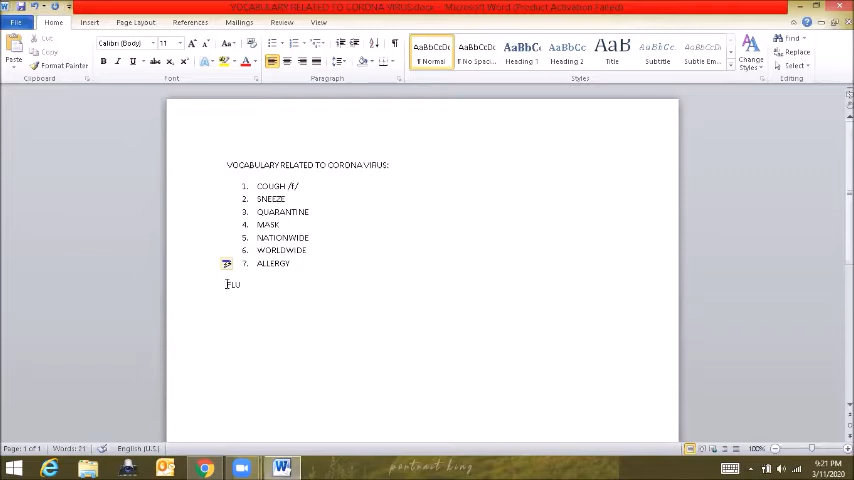 VOCABULARY RELATED TO CORONA VIRUS.docx - Microsoft Word (Product Activation Failed)
File Home Insert Page Layout References Mailings Review View
Cut
Copy
Format Painter
Paste
Clipboard
Calibri (Body) 11
Font
Paragraph
AaBbCcDc AaBbCcDc AaBbCc AaBbCc AaB AaBbCc. AaBbCcDc
¶ Normal ¶ No Spaci... Heading 1 Heading 2 Title Subtitle Subtle Em...
Change
Styles
Styles
Find
Replace
Select
Editing
VOCABULARY RELATED TO CORONA VIRUS:
1. COUGH /f/
2. SNEEZE
3. QUARANTINE
4. MASK
5. NATIONWIDE
6. WORLDWIDE
7. ALLERGY
FLU
Page: 1 of 1 Words: 21 English (U.S.) 100%
portrait king
9:21 PM
3/11/2020